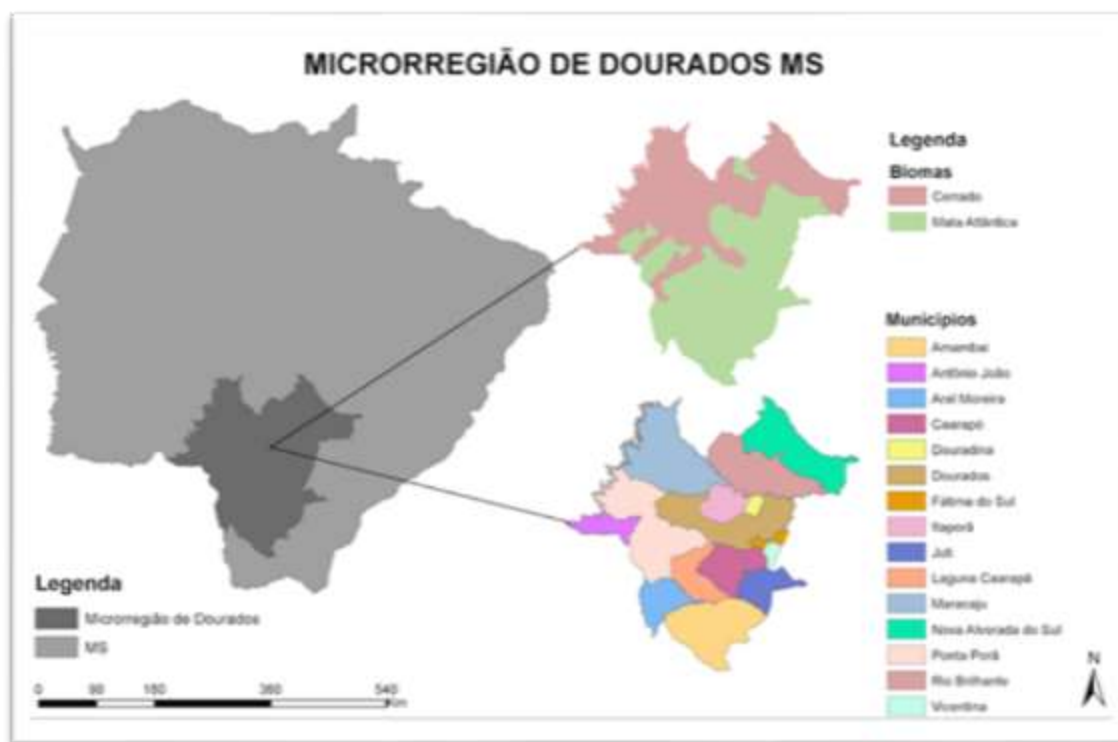 MICRORREGIÃO DE DOURADOS MS
Legenda
Biomas
Cerrado
Mata Atlântica
Municípios
Amambai
Antônio João
Aral Moreira
Caarapó
Douradina
Dourados
Fátima do Sul
Itaporã
Juti
Laguna Caarapã
Maracaju
Nova Alvorada do Sul
Ponta Porã
Rio Brilhante
Vicentina
Legenda
Microrregião de Dourados
MS
0 90 180 360 540
Km
N